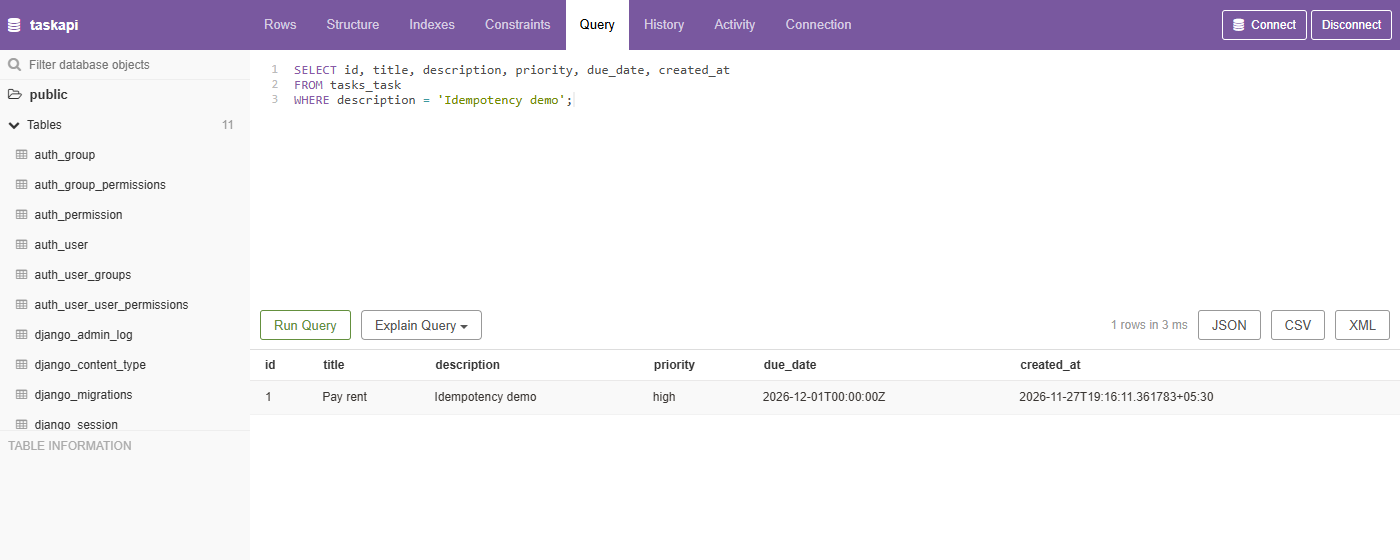 taskapi Rows Structure Indexes Constraints Query History Activity Connection Connect Disconnect
Filter database objects
public
Tables 11
auth_group
auth_group_permissions
auth_permission
auth_user
auth_user_groups
auth_user_user_permissions
django_admin_log
django_content_type
django_migrations
django_session
TABLE INFORMATION
1 SELECT id, title, description, priority, due_date, created_at
2 FROM tasks_task
3 WHERE description = 'Idempotency demo';
Run Query Explain Query 1 rows in 3 ms JSON CSV XML
id title description priority due_date created_at
1 Pay rent Idempotency demo high 2026-12-01T00:00:00Z 2026-11-27T19:16:11.361783+05:30